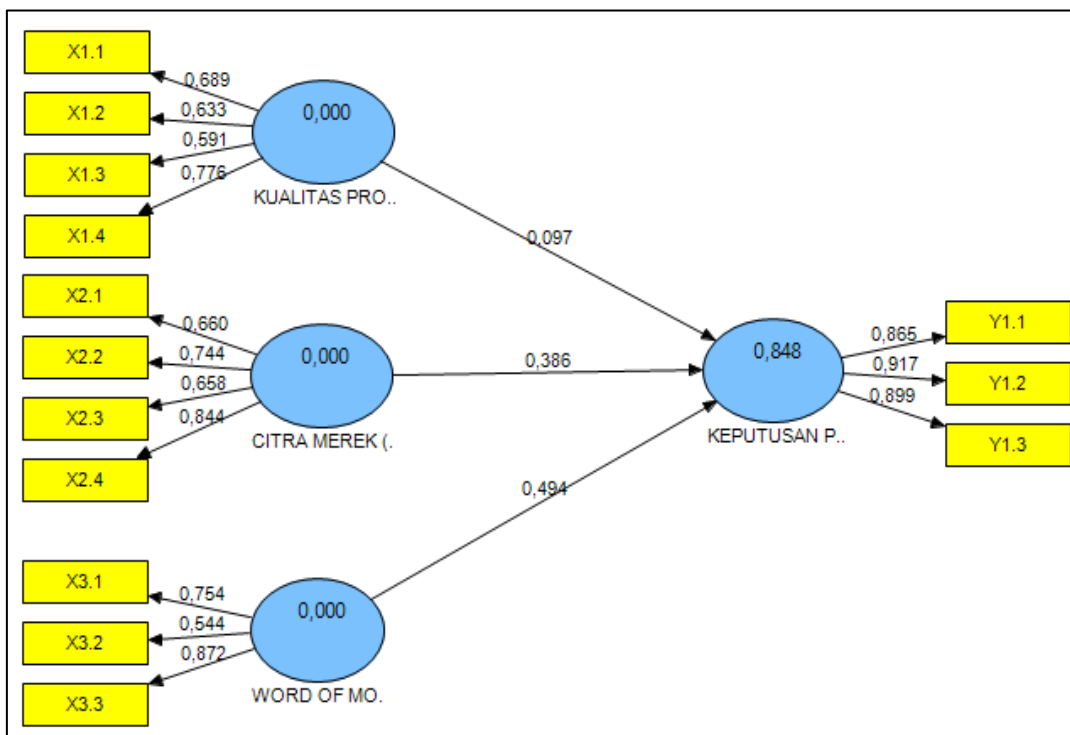 X1.1
0,689
X1.2
0,633
X1.3
0,591
X1.4
0,776
0,000
KUALITAS PRO..
0,097
X2.1
0,660
X2.2
0,744
X2.3
0,658
X2.4
0,844
0,000
CITRA MEREK (.
0,386
X3.1
0,754
X3.2
0,544
X3.3
0,872
0,000
WORD OF MO.
0,494
0,848
KEPUTUSAN P..
0,865
Y1.1
0,917
Y1.2
0,899
Y1.3